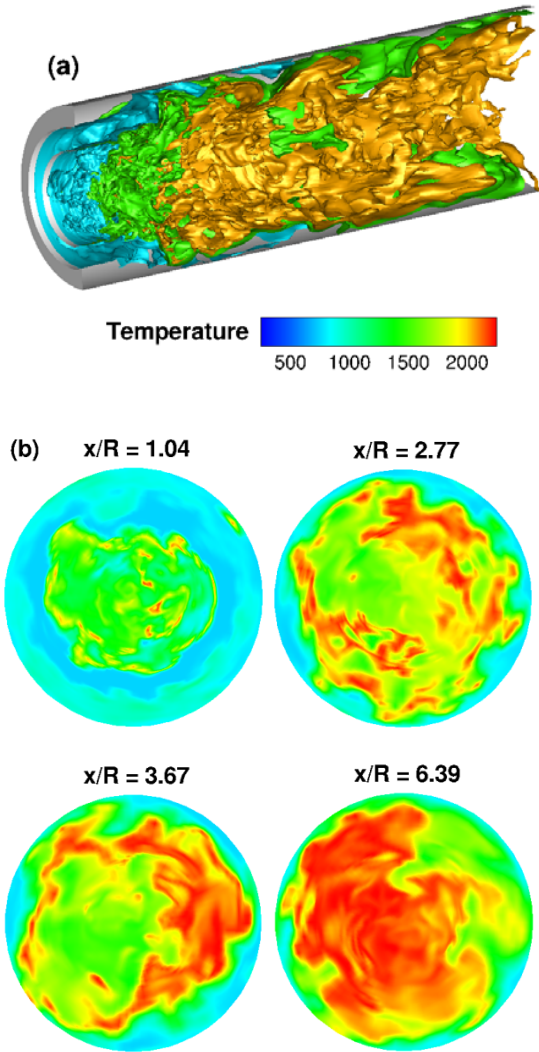 (a)
Temperature
500 1000 1500 2000
(b) x/R = 1.04 x/R = 2.77
x/R = 3.67 x/R = 6.39